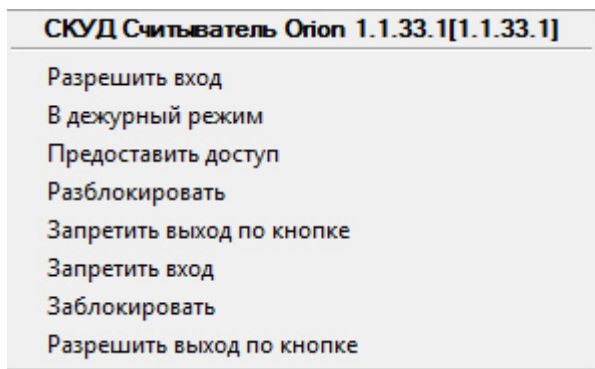 СКУД Считыватель Orion 1.1.33.1[1.1.33.1]
Разрешить вход
В дежурный режим
Предоставить доступ
Разблокировать
Запретить выход по кнопке
Запретить вход
Заблокировать
Разрешить выход по кнопке